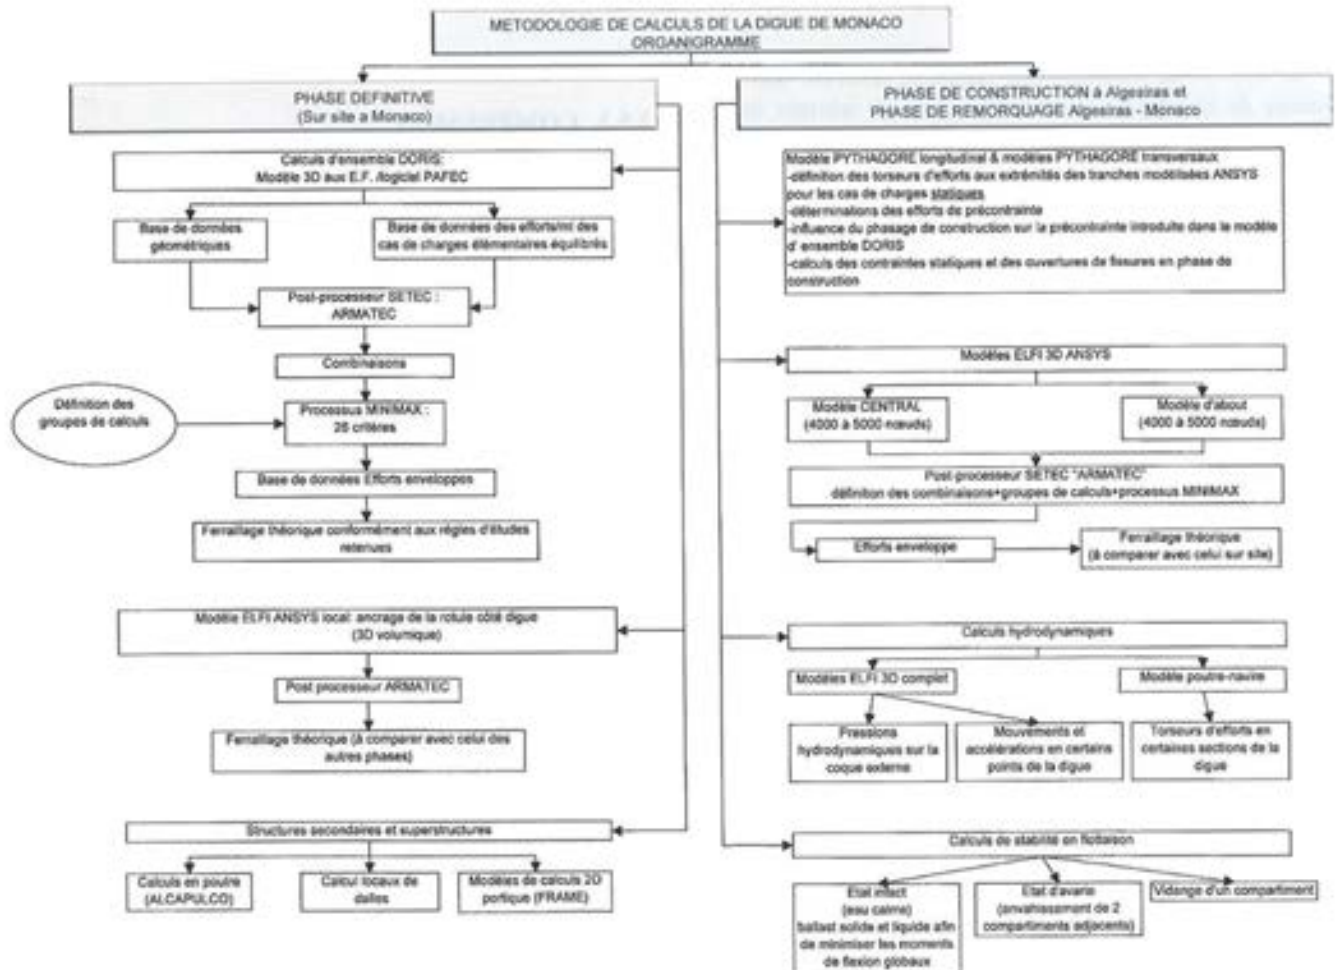 METODOLOGIE DE CALCULS DE LA DIGUE DE MONACO
ORGANIGRAMME
PHASE DEFINITIVE
(Sur site a Monaco)
Calculs d'ensemble DORIS:
Modèle 3D aux E.F. /logiciel PAFEC
Base de données
géométriques
Base de données des efforts/ml des
cas de charges élémentaires équilibrés
Post-processeur SETEC :
ARMATEC
Combinaisons
Définition des
groupes de calculs
Processus MINIMAX :
26 critères
Base de données Efforts enveloppes
Ferraillage théorique conformément aux règles d'études
retenues
Modèle ELFI ANSYS local: ancrage de la rotule côté digue
(3D volumique)
Post processeur ARMATEC
Ferraillage théorique (à comparer avec celui des
autres phases)
Structures secondaires et superstructures
Calculs en poutre
(ALCAPULCO)
Calcul locaux de
dalles
Modèles de calculs 2D
portique (FRAME)
PHASE DE CONSTRUCTION à Algesiras et
PHASE DE REMORQUAGE Algesiras - Monaco
Modèle PYTHAGORE longitudinal & modèles PYTHAGORE transversaux
-définition des torseurs d'efforts aux extrémités des tranches modélisées ANSYS
pour les cas de charges statiques
-déterminations des efforts de précontrainte
-influence du phasage de construction sur la précontrainte introduite dans le modèle
d' ensemble DORIS
-calculs des contraintes statiques et des ouvertures de fissures en phase de
construction
Modèles ELFI 3D ANSYS
Modèle CENTRAL
(4000 à 5000 nœuds)
Modèle d'about
(4000 à 5000 nœuds)
Post-processeur SETEC "ARMATEC"
définition des combinaisons+groupes de calculs+processus MINIMAX
Efforts enveloppe
Ferraillage théorique
(à comparer avec celui sur site)
Calculs hydrodynamiques
Modèles ELFI 3D complet
Modèle poutre-navire
Pressions
hydrodynamiques sur la
coque externe
Mouvements et
accélérations en certains
points de la digue
Torseurs d'efforts en
certaines sections de la
digue
Calculs de stabilité en flottaison
Etat intact
(eau calme)
ballast solide et liquide afin
de minimiser les moments
de flexion globaux
Etat d'avarie
(envahissement de 2
compartiments adjacents)
Vidange d'un compartiment